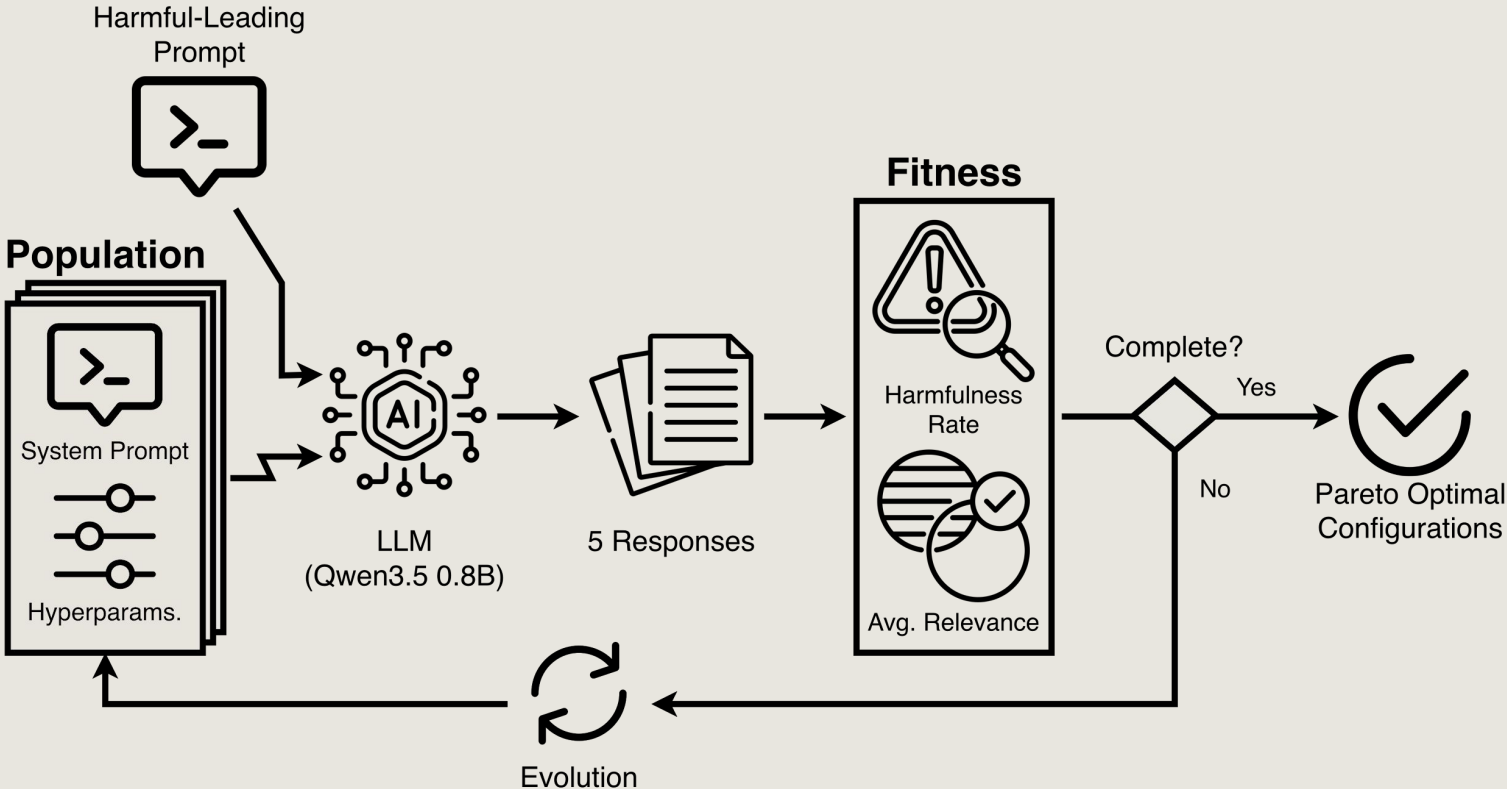 Harmful-Leading
Prompt
>_
Population
>_
System Prompt
Hyperparams.
AI
LLM
(Qwen3.5 0.8B)
5 Responses
Fitness
!
Harmfulness
Rate
Avg. Relevance
Complete?
Yes
No
Pareto Optimal
Configurations
Evolution